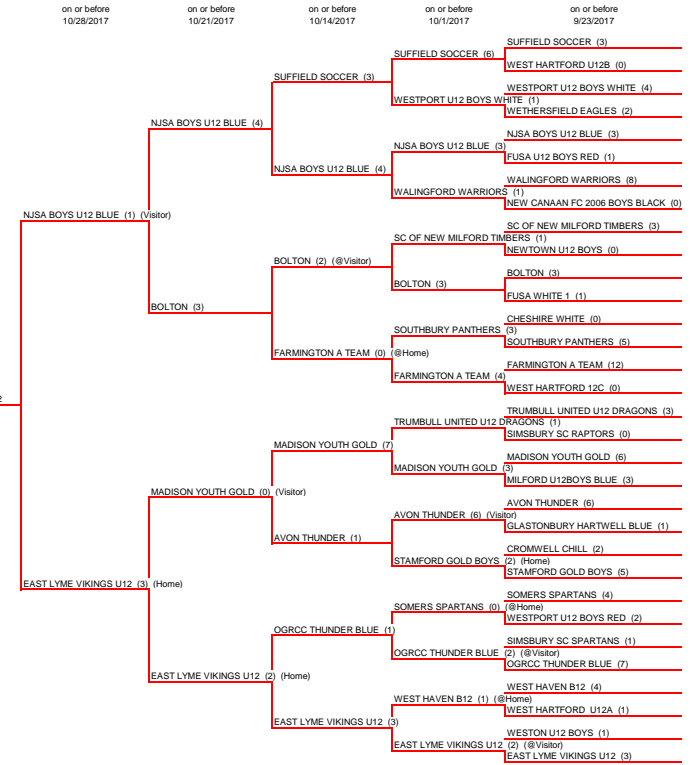 on or before
10/28/2017
on or before
10/21/2017
on or before
10/14/2017
on or before
10/1/2017
on or before
9/23/2017
SUFFIELD SOCCER (3)
WEST HARTFORD U12B (0)
WESTPORT U12 BOYS WHITE (4)
WETHERSFIELD EAGLES (2)
NJSA BOYS U12 BLUE (3)
FUSA U12 BOYS RED (1)
WALINGFORD WARRIORS (8)
NEW CANAAN FC 2006 BOYS BLACK (0)
SC OF NEW MILFORD TIMBERS (3)
NEWTOWN U12 BOYS (0)
BOLTON (3)
FUSA WHITE 1 (1)
CHESHIRE WHITE (0)
SOUTHBURY PANTHERS (5)
FARMINGTON A TEAM (12)
WEST HARTFORD 12C (0)
TRUMBULL UNITED U12 DRAGONS (3)
SIMSBURY SC RAPTORS (0)
MADISON YOUTH GOLD (6)
MILFORD U12BOYS BLUE (3)
AVON THUNDER (6)
GLASTONBURY HARTWELL BLUE (1)
CROMWELL CHILL (2)
STAMFORD GOLD BOYS (5)
SOMERS SPARTANS (4)
WESTPORT U12 BOYS RED (2)
SIMSBURY SC SPARTANS (1)
OGRCC THUNDER BLUE (7)
WEST HAVEN B12 (4)
WEST HARTFORD U12A (1)
WESTON U12 BOYS (1)
EAST LYME VIKINGS U12 (3)
SUFFIELD SOCCER (6)
WESTPORT U12 BOYS WHITE (1)
NJSA BOYS U12 BLUE (3)
WALINGFORD WARRIORS (1)
SC OF NEW MILFORD TIMBERS (1)
BOLTON (3)
SOUTHBURY PANTHERS (3)
FARMINGTON A TEAM (4)
TRUMBULL UNITED U12 DRAGONS (1)
MADISON YOUTH GOLD (3)
AVON THUNDER (6) (Visitor)
STAMFORD GOLD BOYS (2) (Home)
SOMERS SPARTANS (0) (@Home)
OGRCC THUNDER BLUE (2) (@Visitor)
WEST HAVEN B12 (1) (@Home)
EAST LYME VIKINGS U12 (2) (@Visitor)
SUFFIELD SOCCER (3)
NJSA BOYS U12 BLUE (4)
BOLTON (2) (@Visitor)
FARMINGTON A TEAM (0) (@Home)
MADISON YOUTH GOLD (7)
AVON THUNDER (1)
OGRCC THUNDER BLUE (1)
EAST LYME VIKINGS U12 (3)
NJSA BOYS U12 BLUE (4)
BOLTON (3)
MADISON YOUTH GOLD (0) (Visitor)
EAST LYME VIKINGS U12 (2) (Home)
NJSA BOYS U12 BLUE (1) (Visitor)
EAST LYME VIKINGS U12 (3) (Home)